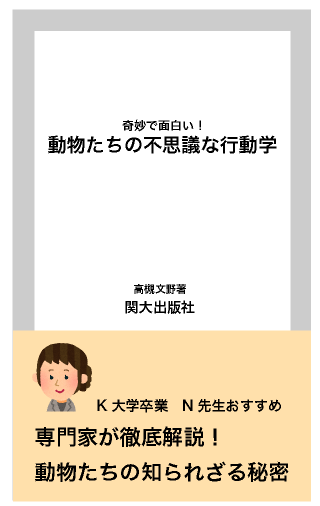 奇妙で面白い！
動物たちの不思議な行動学
高槻文野著
関大出版社
K 大学卒業　N 先生おすすめ
専門家が徹底解説！
動物たちの知られざる秘密